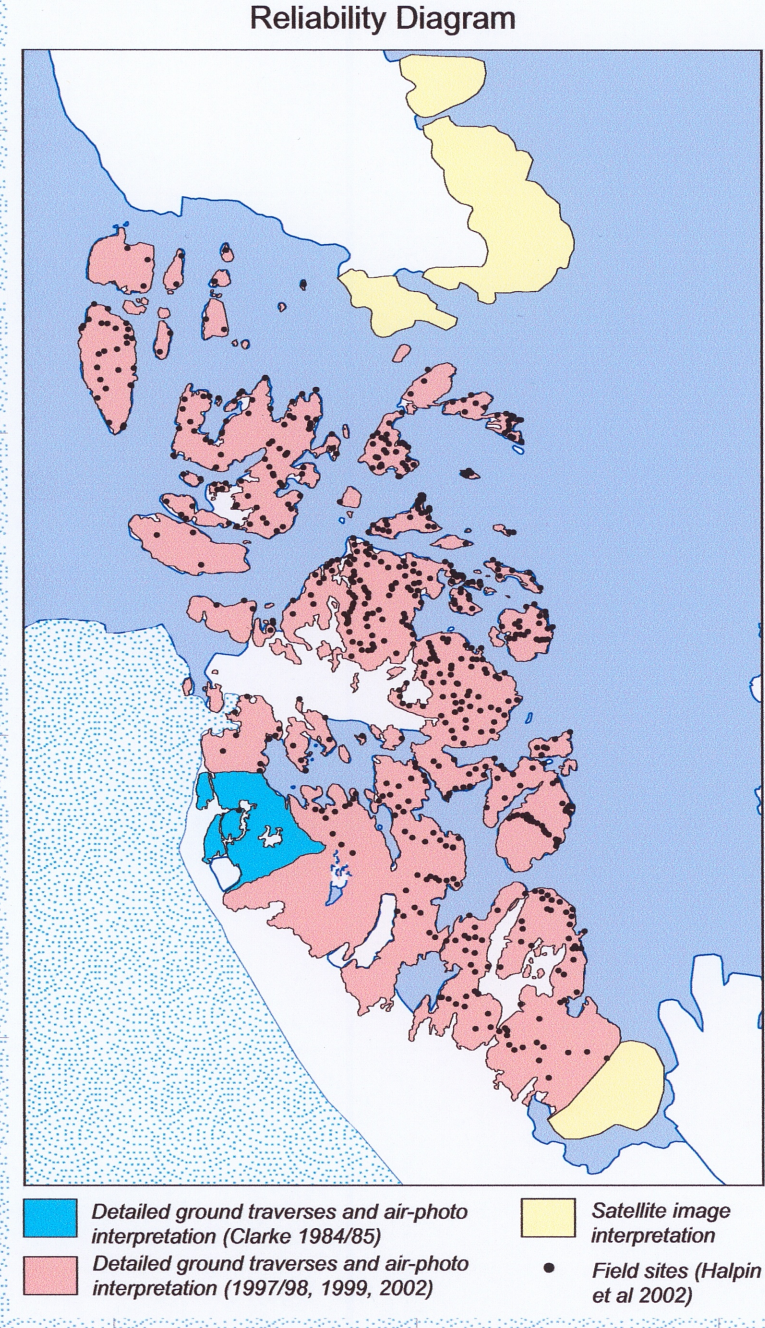 Reliability Diagram
Detailed ground traverses and air-photo
interpretation (Clarke 1984/85)
Detailed ground traverses and air-photo
interpretation (1997/98, 1999, 2002)
Satellite image
interpretation
Field sites (Halpin
et al 2002)